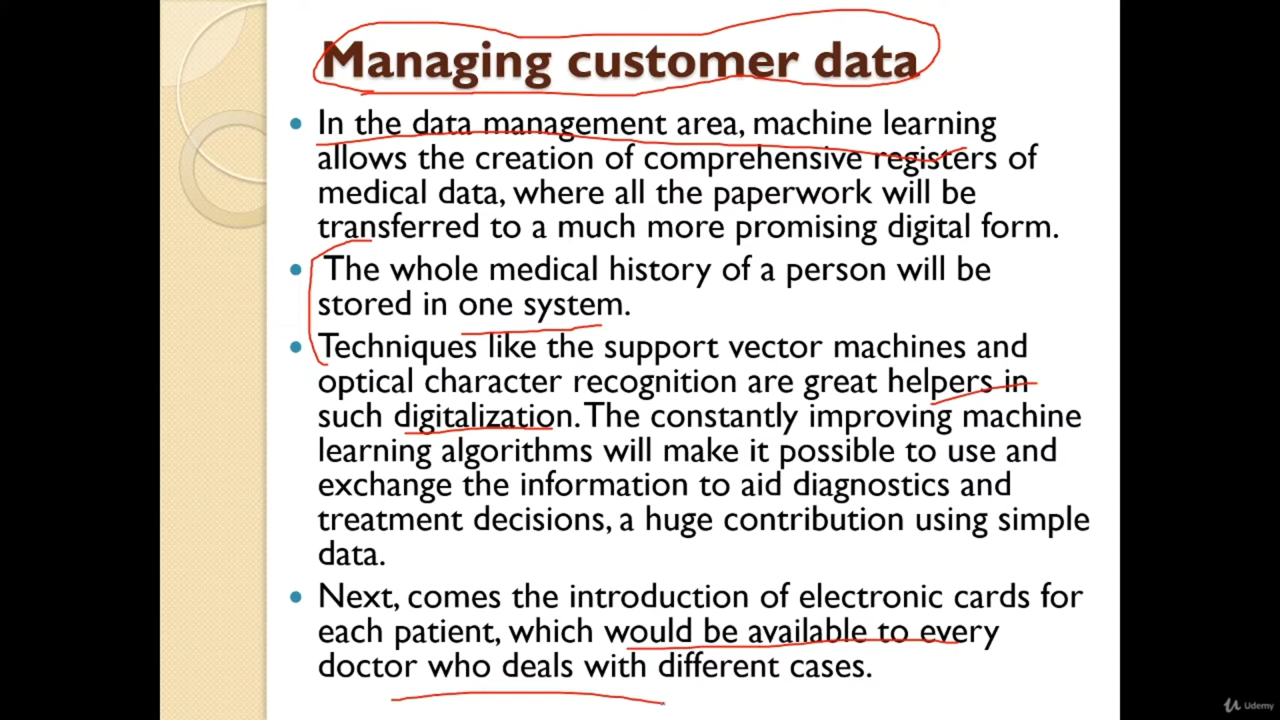 Managing customer data
• In the data management area, machine learning
allows the creation of comprehensive registers of
medical data, where all the paperwork will be
transferred to a much more promising digital form.
• The whole medical history of a person will be
stored in one system.
• Techniques like the support vector machines and
optical character recognition are great helpers in
such digitalization. The constantly improving machine
learning algorithms will make it possible to use and
exchange the information to aid diagnostics and
treatment decisions, a huge contribution using simple
data.
• Next, comes the introduction of electronic cards for
each patient, which would be available to every
doctor who deals with different cases.
Udemy